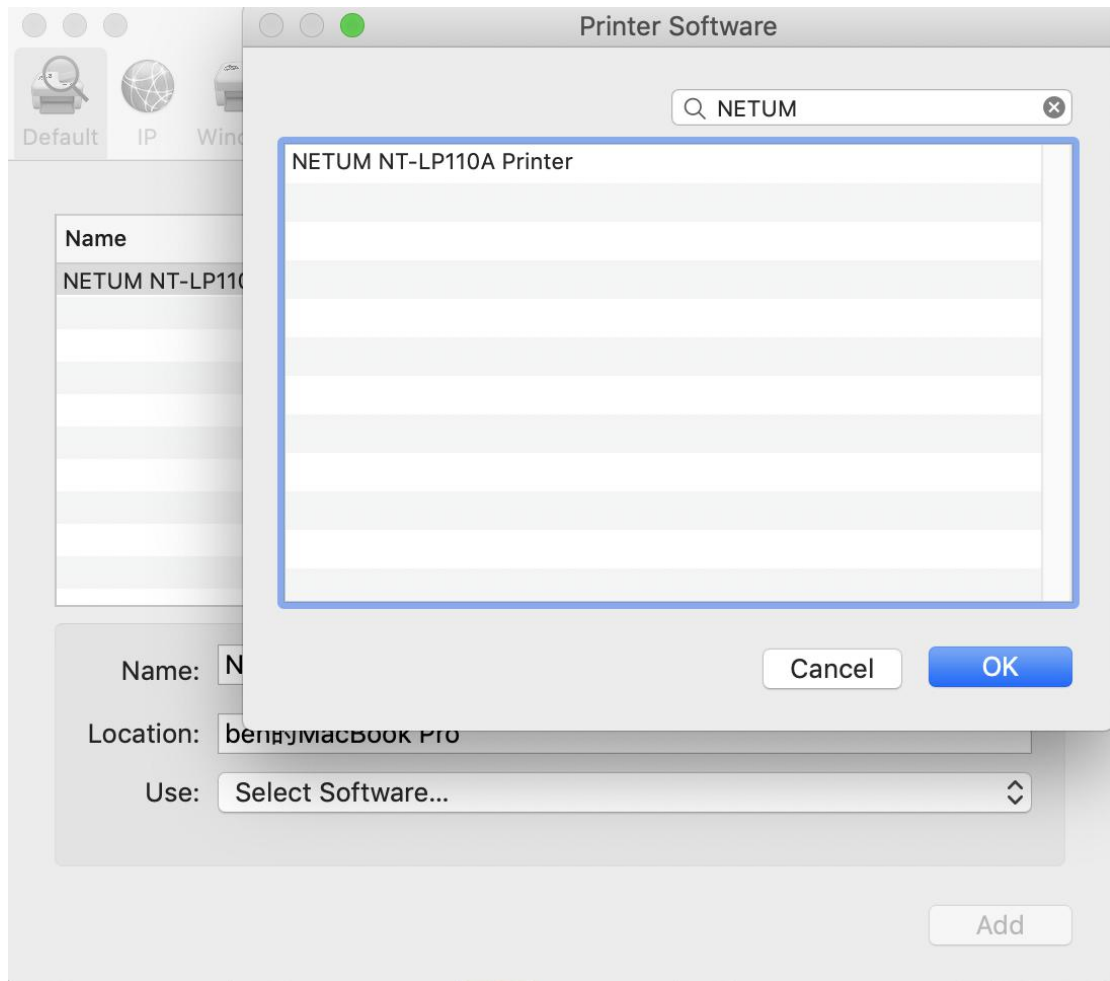 Printer Software
Default IP
NETUM
NETUM NT-LP110A Printer
Name
NETUM NT-LP110
Name: N
Cancel OK
Location: ben的MacBook Pro
Use: Select Software...
Add